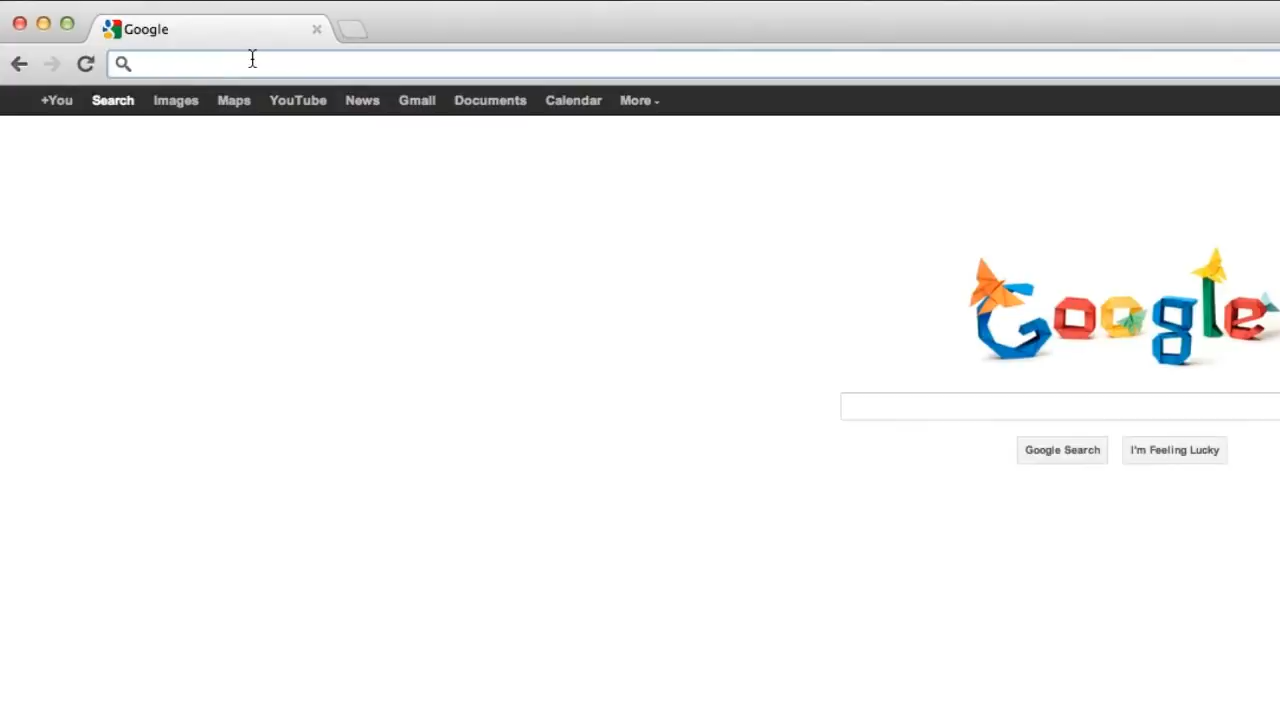 Google
+You Search Images Maps YouTube News Gmail Documents Calendar More
Google
Google Search I'm Feeling Lucky